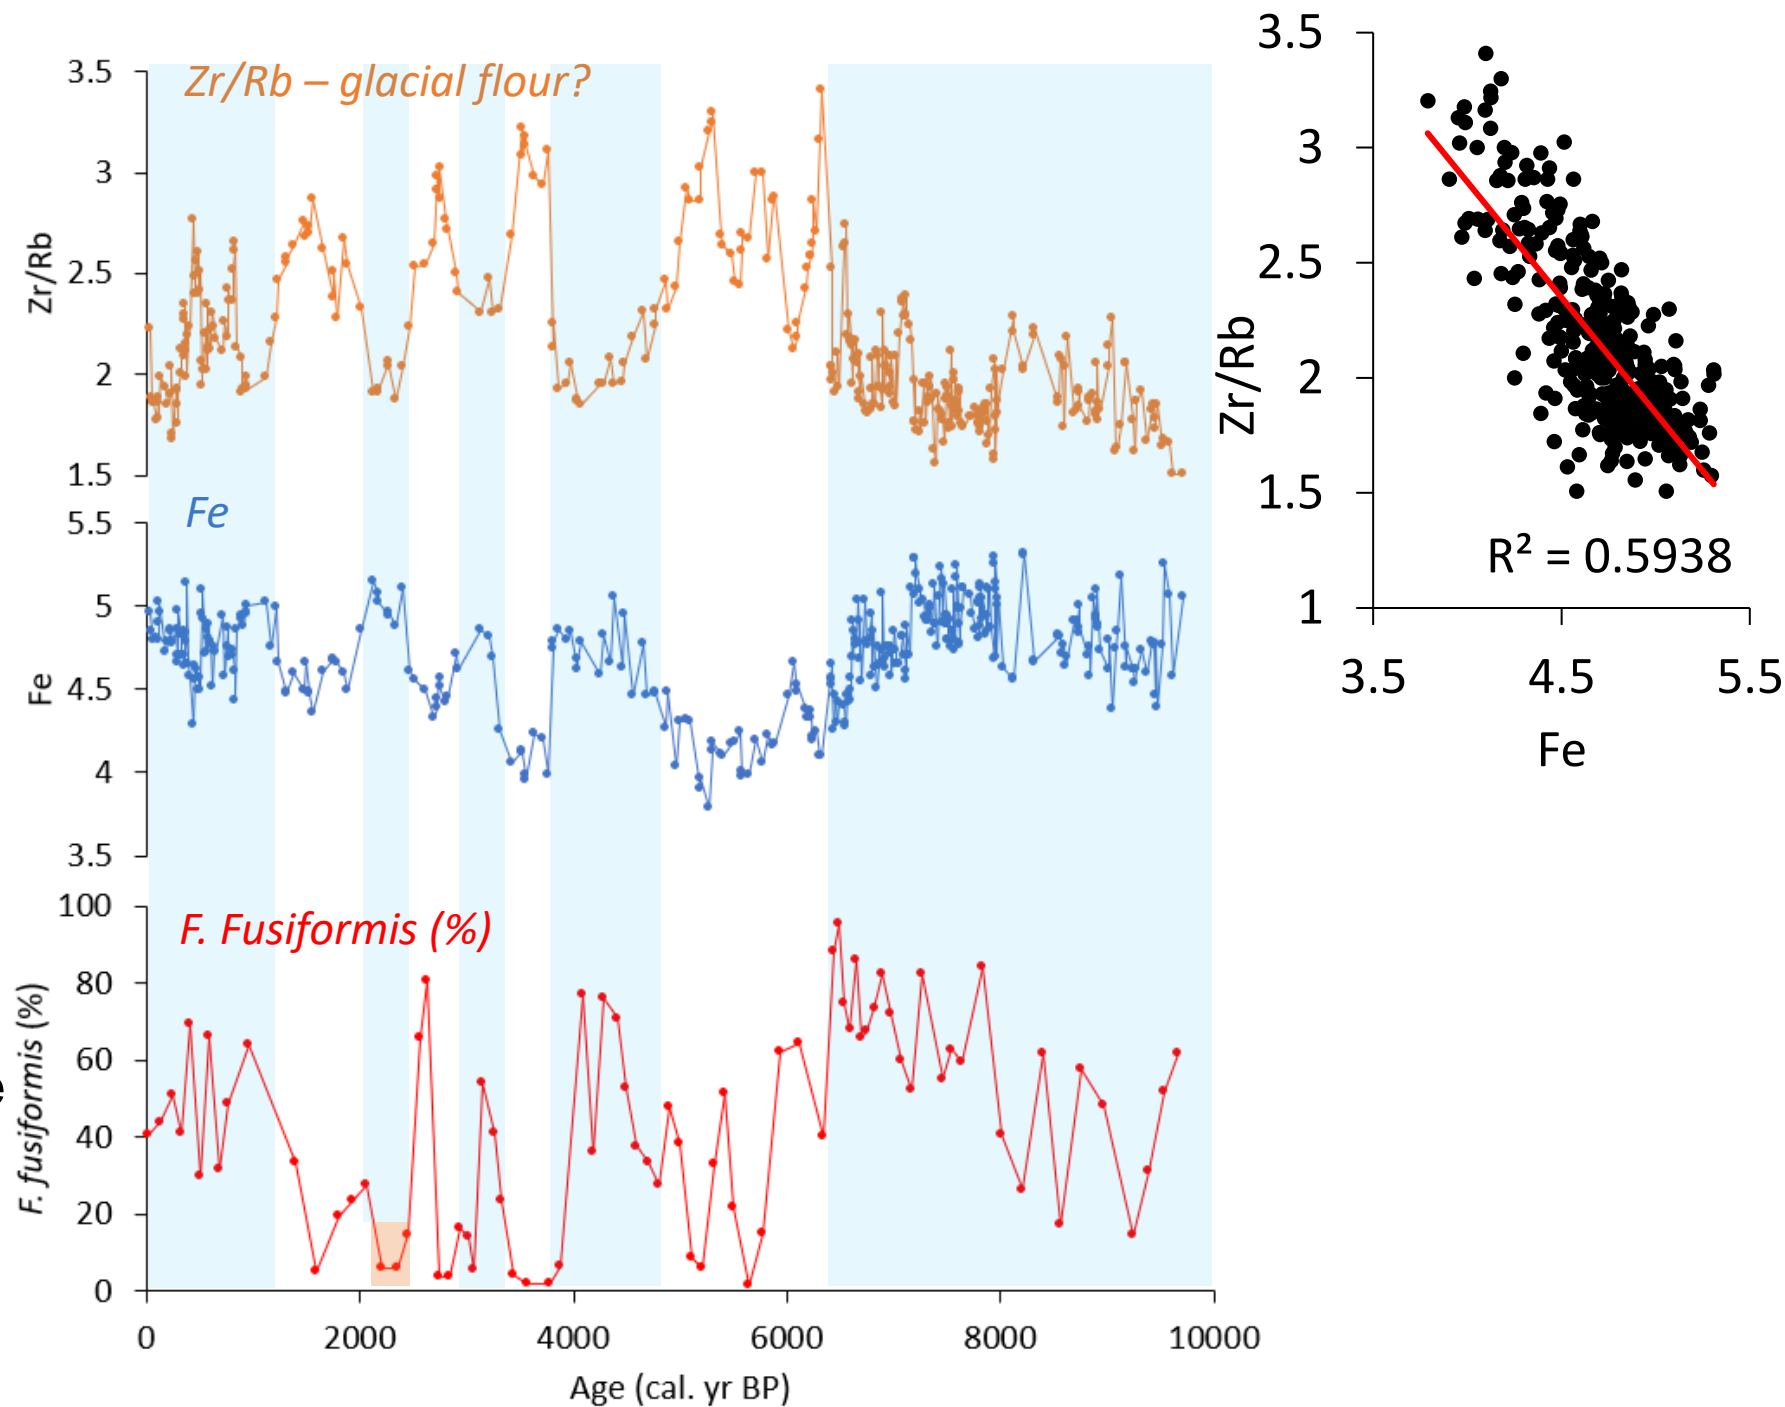 Zr/Rb – glacial flour?
3.5
3
2.5
2
1.5
Zr/Rb
Fe
5.5
5
4.5
4
3.5
Fe
F. Fusiformis (%)
100
80
60
40
20
0
F. fusiformis (%)
0 2000 4000 6000 8000 10000
Age (cal. yr BP)
3.5
3
2.5
2
1.5
1
Zr/Rb
R² = 0.5938
3.5 4.5 5.5
Fe